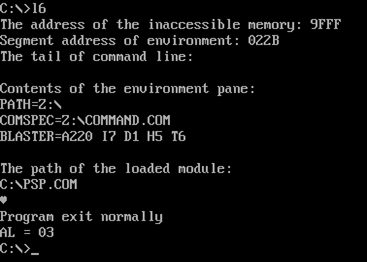 C:\>l6
The address of the inaccessible memory: 9FFF
Segment address of environment: 022B
The tail of command line:
Contents of the environment pane:
PATH=Z:\
COMSPEC=Z:\COMMAND.COM
BLASTER=A220 I7 D1 H5 T6
The path of the loaded module:
C:\PSP.COM
♥
Program exit normally
AL = 03
C:\>_